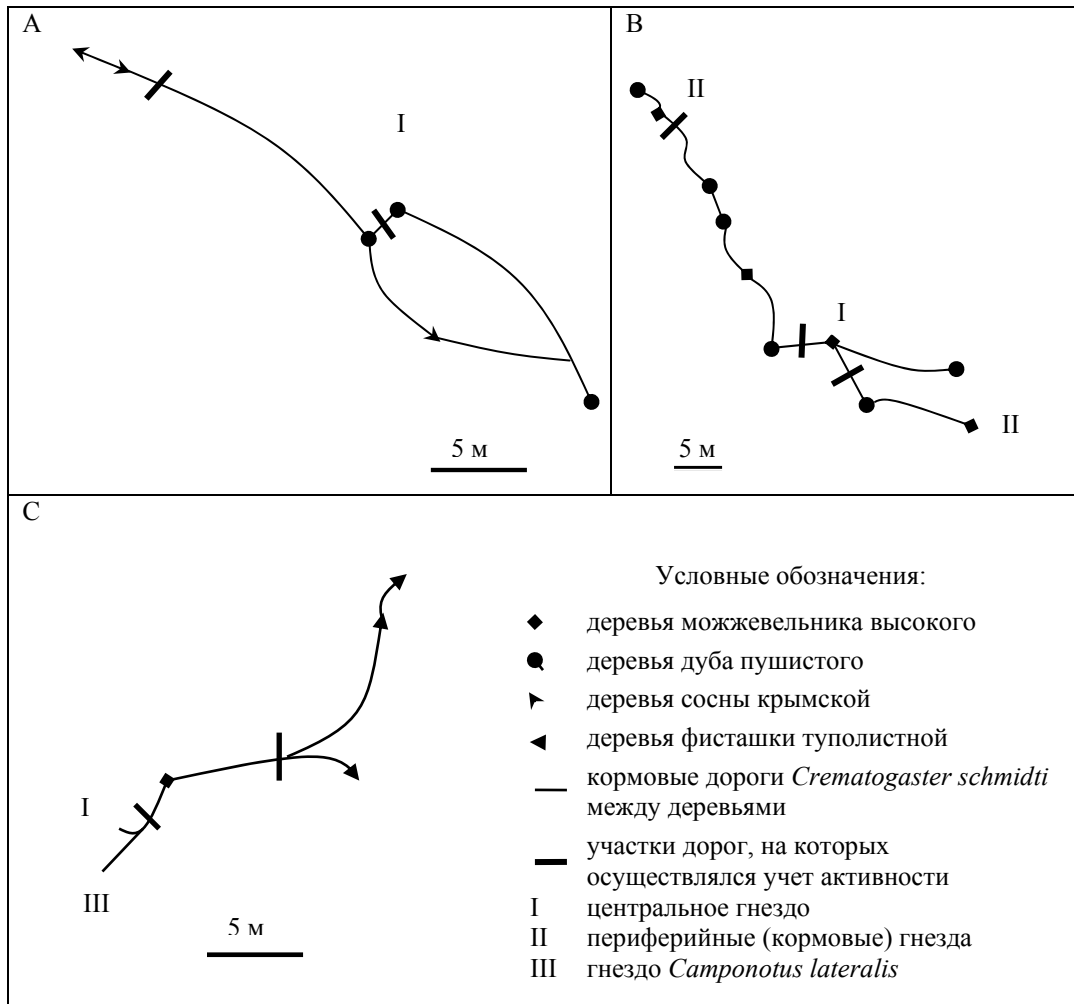 A
B
II
I
I
II
5 м
5 м
C
Условные обозначения:
деревья можжевельника высокого
деревья дуба пушистого
деревья сосны крымской
деревья фисташки туполистной
кормовые дороги Crematogaster schmidti
между деревьями
участки дорог, на которых
осуществлялся учет активности
I центральное гнездо
II периферийные (кормовые) гнезда
III гнездо Camponotus lateralis
I
III
5 м